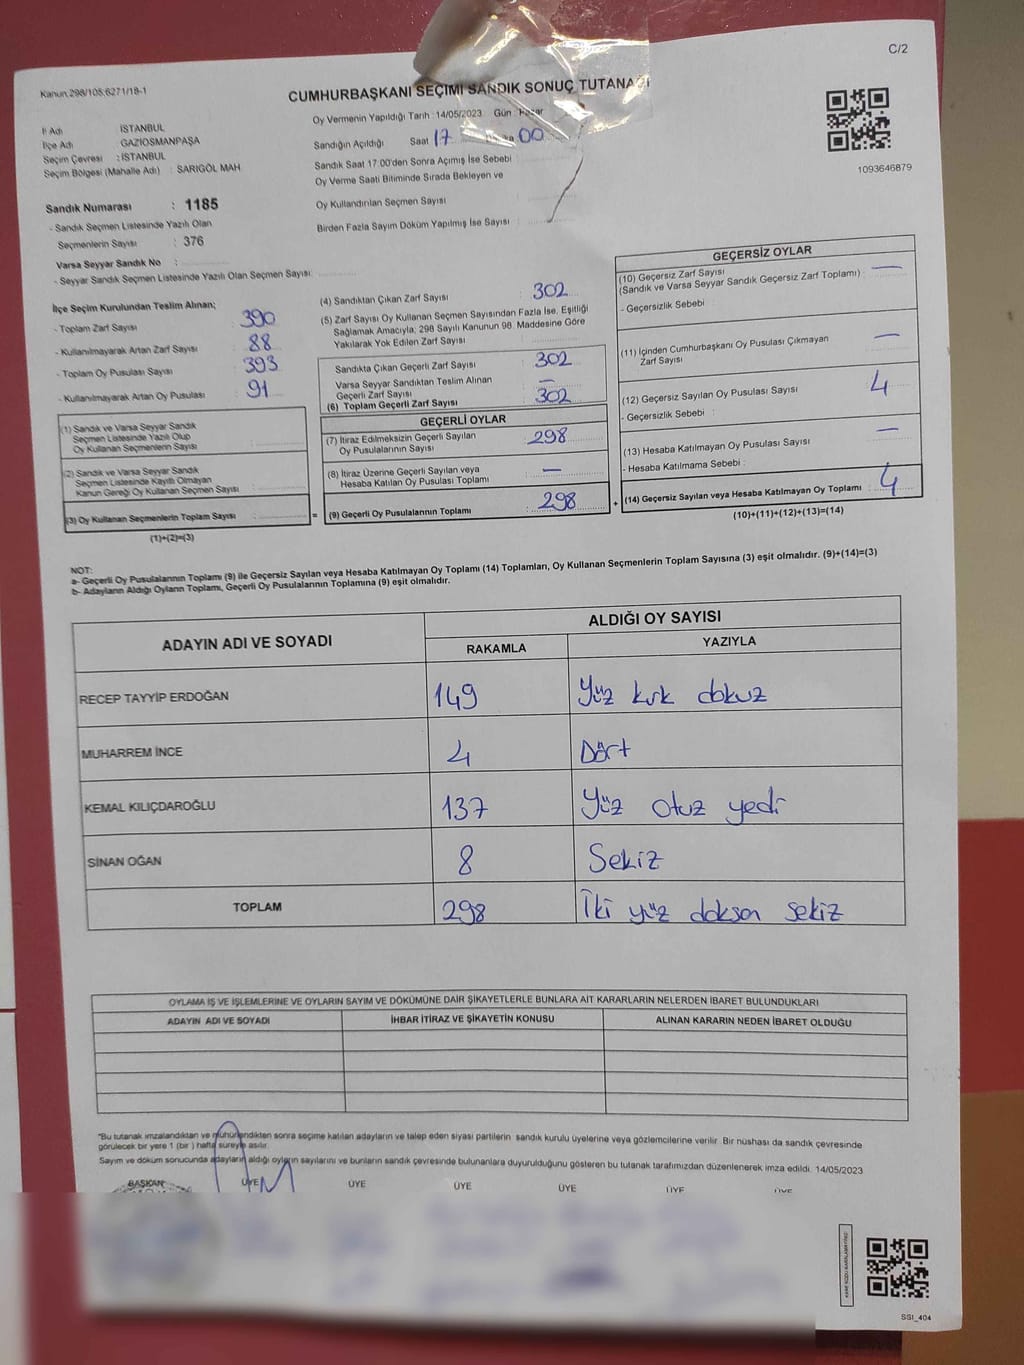 C/2
Kanun.298/105;6271/18-1
CUMHURBAŞKANI SEÇİMİ SANDIK SONUÇ TUTANAĞI
1093646879
İl Adı İSTANBUL
İlçe Adı GAZİOSMANPAŞA
Seçim Çevresi : İSTANBUL
Seçim Bölgesi (Mahalle Adı) : SARIGÖL MAH
Oy Vermenin Yapıldığı Tarih : 14/05/2023 Gün : Pazar
Sandığın Açıldığı Saat 17 00
Sandık Saat 17:00'den Sonra Açmış İse Sebebi
Oy Verme Saati Bitiminde Sırada Bekleyen ve
Oy Kullandırılan Seçmen Sayısı
Birden Fazla Sayım Döküm Yapılmış İse Sayısı
Sandık Numarası : 1185
- Sandık Seçmen Listesinde Yazılı Olan
Seçmenlerin Sayısı : 376
Varsa Seyyar Sandık No :
- Seyyar Sandık Seçmen Listesinde Yazılı Olan Seçmen Sayısı:
İlçe Seçim Kurulundan Teslim Alınan;
- Toplam Zarf Sayısı : 390
- Kullanılmayarak Artan Zarf Sayısı : 88
- Toplam Oy Pusulası Sayısı : 393
- Kullanılmayarak Artan Oy Pusulası : 91
(1) Sandık ve Varsa Seyyar Sandık
Seçmen Listesinde Yazılı Olup
Oy Kullanan Seçmenlerin Sayısı
(2) Sandık ve Varsa Seyyar Sandık
Seçmen Listesinde Kayıtlı Olmayan
Kanun Gereği Oy Kullanan Seçmen Sayısı
(3) Oy Kullanan Seçmenlerin Toplam Sayısı
(1)+(2)=(3)
(4) Sandıktan Çıkan Zarf Sayısı : 302
(5) Zarf Sayısı Oy Kullanan Seçmen Sayısından Fazla İse, Eşitliği
Sağlamak Amacıyla; 298 Sayılı Kanunun 98. Maddesine Göre
Yakılarak Yok Edilen Zarf Sayısı
Sandıkta Çıkan Geçerli Zarf Sayısı : 302
Varsa Seyyar Sandıktan Teslim Alınan
Geçerli Zarf Sayısı : —
(6) Toplam Geçerli Zarf Sayısı : 302
GEÇERLİ OYLAR
(7) İtiraz Edilmeksizin Geçerli Sayılan
Oy Pusulalarının Sayısı : 298
(8) İtiraz Üzerine Geçerli Sayılan veya
Hesaba Katılan Oy Pusulası Toplamı : —
= (9) Geçerli Oy Pusulalarının Toplamı : 298
GEÇERSİZ OYLAR
(10) Geçersiz Zarf Sayısı : —
(Sandık ve Varsa Seyyar Sandık Geçersiz Zarf Toplamı)
- Geçersizlik Sebebi
(11) İçinden Cumhurbaşkanı Oy Pusulası Çıkmayan
Zarf Sayısı : —
(12) Geçersiz Sayılan Oy Pusulası Sayısı : 4
- Geçersizlik Sebebi :
(13) Hesaba Katılmayan Oy Pusulası Sayısı : —
- Hesaba Katılmama Sebebi :
+ (14) Geçersiz Sayılan veya Hesaba Katılmayan Oy Toplamı : 4
(10)+(11)+(12)+(13)=(14)
NOT:
a- Geçerli Oy Pusulalarının Toplamı (9) ile Geçersiz Sayılan veya Hesaba Katılmayan Oy Toplamı (14) Toplamları, Oy Kullanan Seçmenlerin Toplam Sayısına (3) eşit olmalıdır. (9)+(14)=(3)
b- Adayların Aldığı Oyların Toplamı, Geçerli Oy Pusulalarının Toplamına (9) eşit olmalıdır.
ADAYIN ADI VE SOYADI ALDIĞI OY SAYISI
RAKAMLA YAZIYLA
RECEP TAYYİP ERDOĞAN 149 Yüz kırk dokuz
MUHARREM İNCE 4 Dört
KEMAL KILIÇDAROĞLU 137 Yüz otuz yedi
SİNAN OĞAN 8 Sekiz
TOPLAM 298 İki yüz doksan sekiz
OYLAMA İŞ VE İŞLEMLERİNE VE OYLARIN SAYIM VE DÖKÜMÜNE DAİR ŞİKAYETLERLE BUNLARA AİT KARARLARIN NELERDEN İBARET BULUNDUKLARI
ADAYIN ADI VE SOYADI İHBAR İTİRAZ VE ŞİKAYETİN KONUSU ALINAN KARARIN NEDEN İBARET OLDUĞU
*Bu tutanak imzalandıktan ve mühürlendikten sonra seçime katılan adayların ve talep eden siyasi partilerin sandık kurulu üyelerine veya gözlemcilerine verilir. Bir nüshası da sandık çevresinde
görülecek bir yere 1 (bir) hafta süreyle asılır.
Sayım ve döküm sonucunda adayların aldığı oyların sayılarını ve bunların sandık çevresinde bulunanlara duyurulduğunu gösteren bu tutanak tarafımızdan düzenlenerek imza edildi. 14/05/2023
BAŞKAN ÜYE ÜYE ÜYE ÜYE ÜYE ÜYE
SSI_404